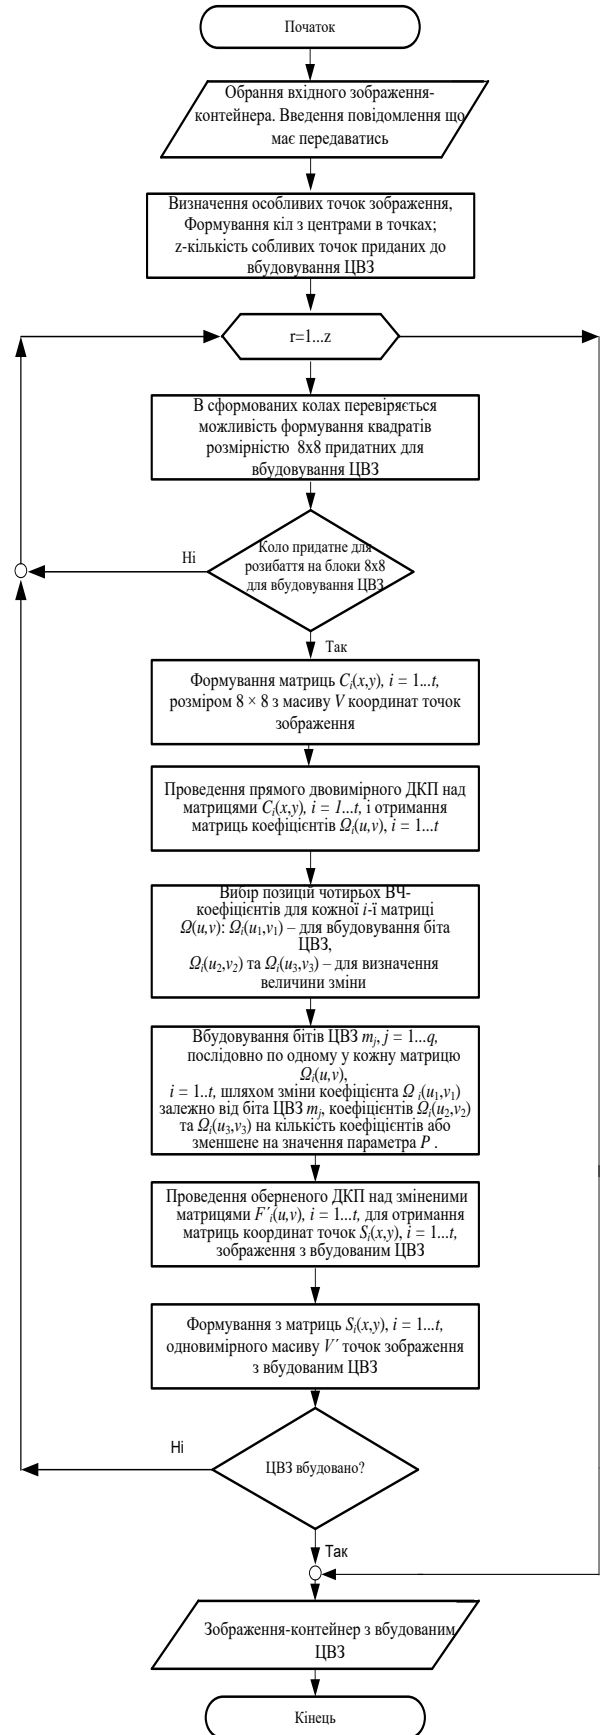 Початок
Обрання вхідного зображення-
контейнера. Введення повідомлення що
має передаватись
Визначення особливих точок зображення,
Формування кіл з центрами в точках;
z-кількість собливих точок приданих до
вбудовування ЦВЗ
r=1...z
В сформованих колах перевіряється
можливість формування квадратів
розмірністю 8х8 придатних для
вбудовування ЦВЗ
Коло придатне для
розибаття на блоки 8х8
для вбудовування ЦВЗ
Ні
Так
Формування матриць Ci(x,y), i = 1...t,
розміром 8 × 8 з масиву V координат точок
зображення
Проведення прямого двовимірного ДКП над
матрицями Ci(x,y), i = 1...t, і отримання
матриць коефіцієнтів Ωi(u,v), i = 1...t
Вибір позицій чотирьох ВЧ-
коефіцієнтів для кожної i-ї матриці
Ω(u,v): Ωi(u1,v1) – для вбудовування біта
ЦВЗ,
Ωi(u2,v2) та Ωi(u3,v3) – для визначення
величини зміни
Вбудовування бітів ЦВЗ mj, j = 1...q,
послідовно по одному у кожну матрицю
Ωi(u,v),
i = 1..t, шляхом зміни коефіцієнта Ω i(u1,v1)
залежно від біта ЦВЗ mj, коефіцієнтів Ωi(u2,v2)
та Ωi(u3,v3) на кількість коефіцієнтів або
зменшене на значення параметра P .
Проведення оберненого ДКП над зміненими
матрицями F′i(u,v), i = 1...t, для отримання
матриць координат точок Si(x,y), i = 1...t,
зображення з вбудованим ЦВЗ
Формування з матриць Si(x,y), i = 1...t,
одновимірного масиву V′ точок зображення
з вбудованим ЦВЗ
Ні
ЦВЗ вбудовано?
Так
Зображення-контейнер з вбудованим
ЦВЗ
Кінець